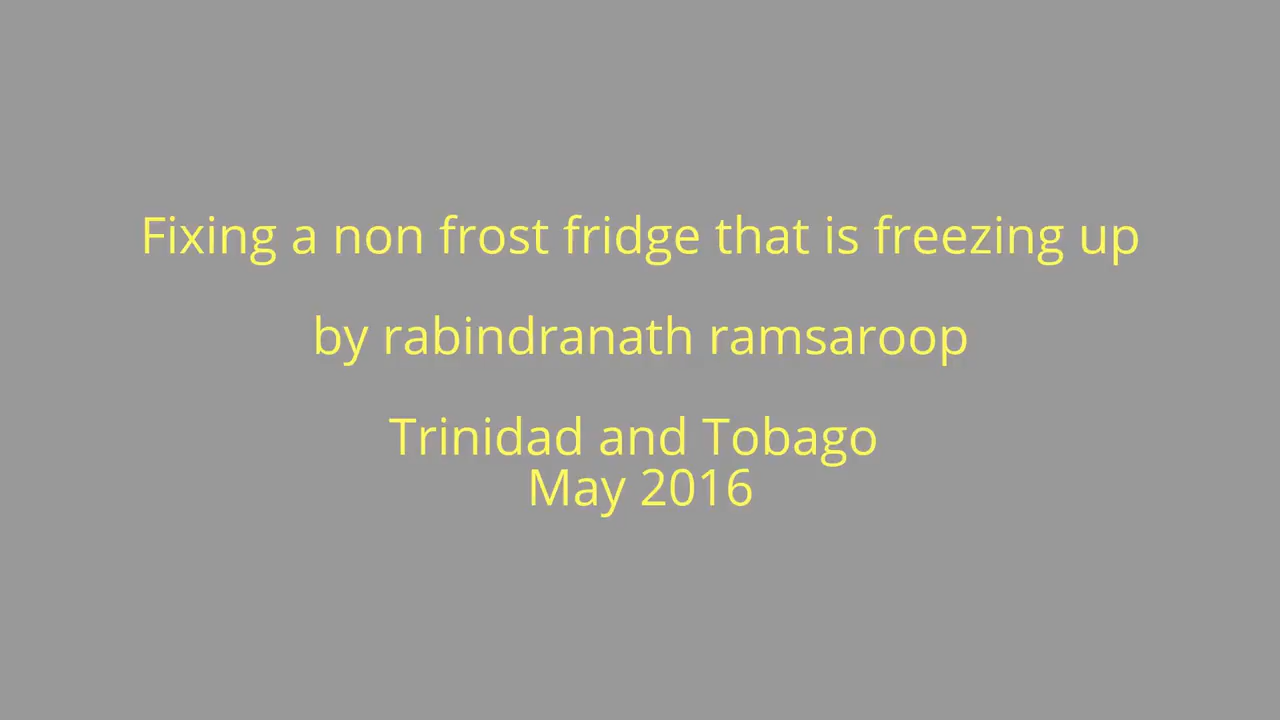 Fixing a non frost fridge that is freezing up
by rabindranath ramsaroop
Trinidad and Tobago
May 2016